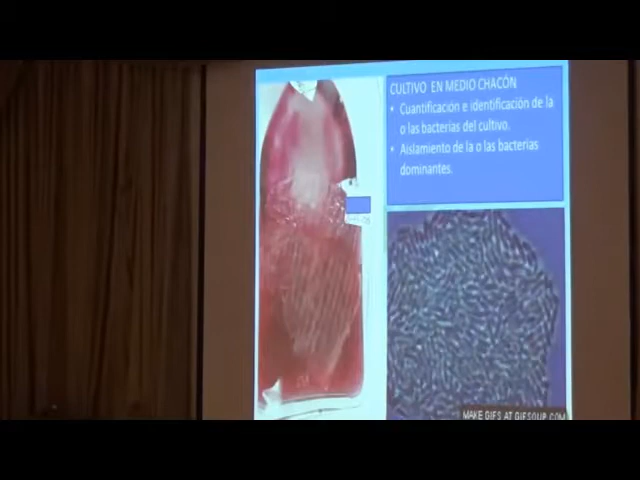 CULTIVO EN MEDIO CHACÓN
• Cuantificación e identificación de la
o las bacterias del cultivo.
• Aislamiento de la o las bacterias
dominantes.
MAKE GIFS AT GIFSOUP.COM